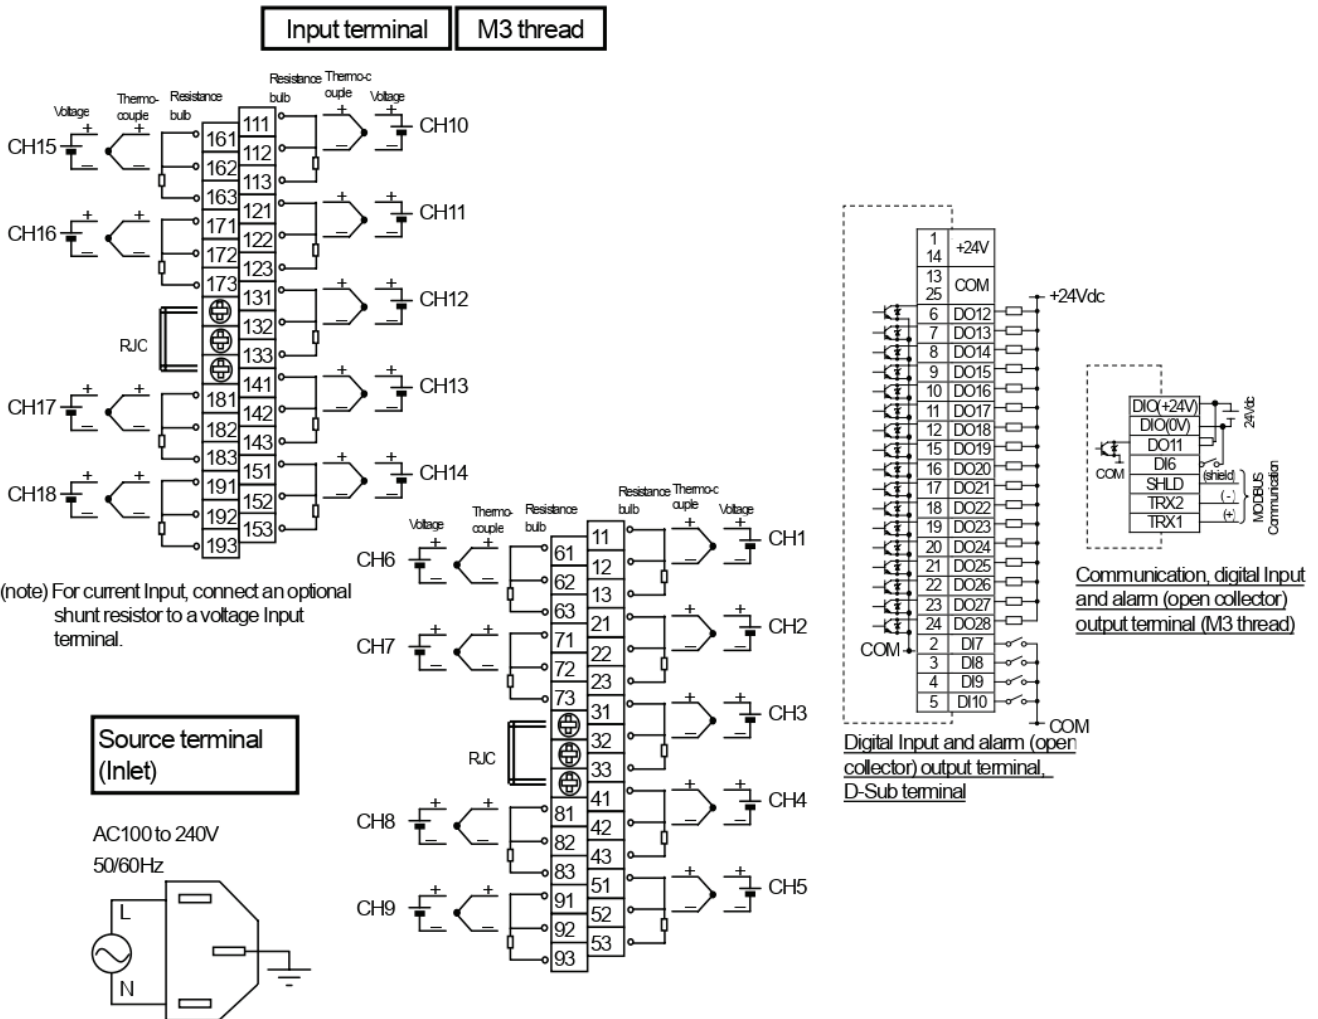 Input terminal
M3 thread
Resistance bulb
Thermo-c ouple
Voltage
Voltage
Thermo-couple
Resistance bulb
CH15
+
−
161
162
163
111
112
113
+
−
CH10
CH16
+
−
171
172
173
121
122
123
+
−
CH11
RJC
131
132
133
+
−
CH12
141
142
143
+
−
CH13
CH17
+
−
181
182
183
151
152
153
+
−
CH14
CH18
+
−
191
192
193
(note) For current Input, connect an optional
shunt resistor to a voltage Input
terminal.
Resistance bulb
Thermo-c ouple
Voltage
Voltage
Thermo-couple
Resistance bulb
CH6
+
−
61
62
63
11
12
13
+
−
CH1
CH7
+
−
71
72
73
21
22
23
+
−
CH2
RJC
31
32
33
+
−
CH3
CH8
+
−
81
82
83
41
42
43
+
−
CH4
CH9
+
−
91
92
93
51
52
53
+
−
CH5
Source terminal
(Inlet)
AC100 to 240V
50/60Hz
L
N
1
14 +24V
13
25 COM
+24Vdc
6 DO12
7 DO13
8 DO14
9 DO15
10 DO16
11 DO17
12 DO18
15 DO19
16 DO20
17 DO21
18 DO22
19 DO23
20 DO24
21 DO25
22 DO26
23 DO27
24 DO28
COM 2 DI7
3 DI8
4 DI9
5 DI10
COM
Digital Input and alarm (open
collector) output terminal,
D-Sub terminal
DIO(+24V)
DIO(0V)
24Vdc
DO11
COM
DI6
SHLD (shield)
TRX2 (-)
TRX1 (+)
MODBUS
Communication
Communication, digital Input
and alarm (open collector)
output terminal (M3 thread)